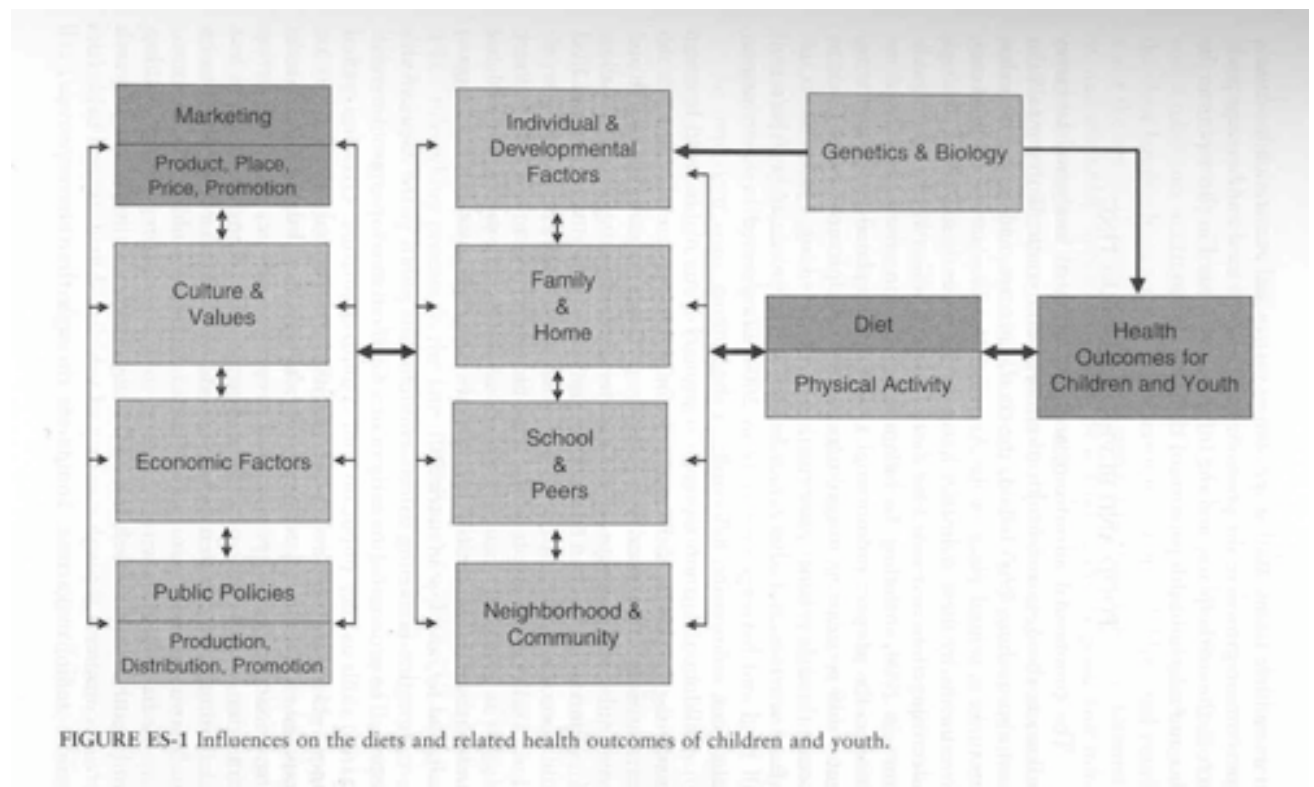 Marketing
Product, Place,
Price, Promotion
Culture &
Values
Economic Factors
Public Policies
Production,
Distribution, Promotion
Individual &
Developmental
Factors
Family
&
Home
School
&
Peers
Neighborhood &
Community
Genetics & Biology
Diet
Physical Activity
Health
Outcomes for
Children and Youth
FIGURE ES-1 Influences on the diets and related health outcomes of children and youth.